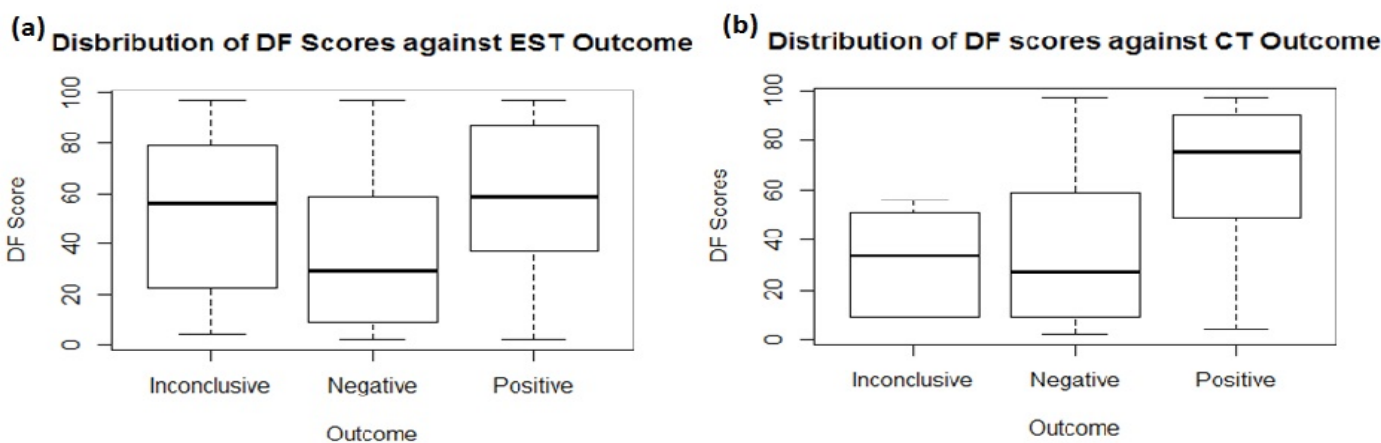 (a) Disbribution of DF Scores against EST Outcome
DF Score
100
80
60
40
20
0
Inconclusive Negative Positive
Outcome
(b) Distribution of DF scores against CT Outcome
DF Scores
100
80
60
40
20
0
Inconclusive Negative Positive
Outcome